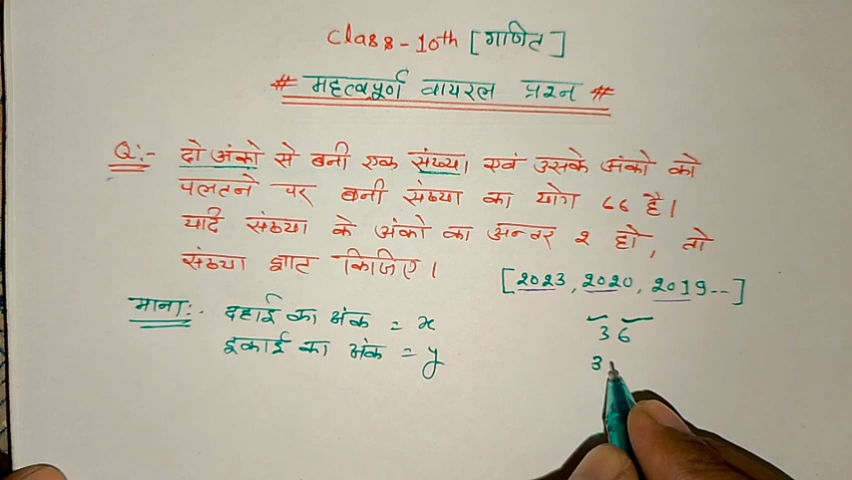 Class - 10th [गणित]
# महत्वपूर्ण वायरल प्रश्न #
Q:- दो अंको से बनी एक संख्या एवं उसके अंको को
पलटने पर बनी संख्या का योग 66 है।
यदि संख्या के अंको का अन्तर 2 हो, तो
संख्या ज्ञात किजिए।
[2023, 2020, 2019--]
माना:- दहाई का अंक = x
इकाई का अंक = y
36
3